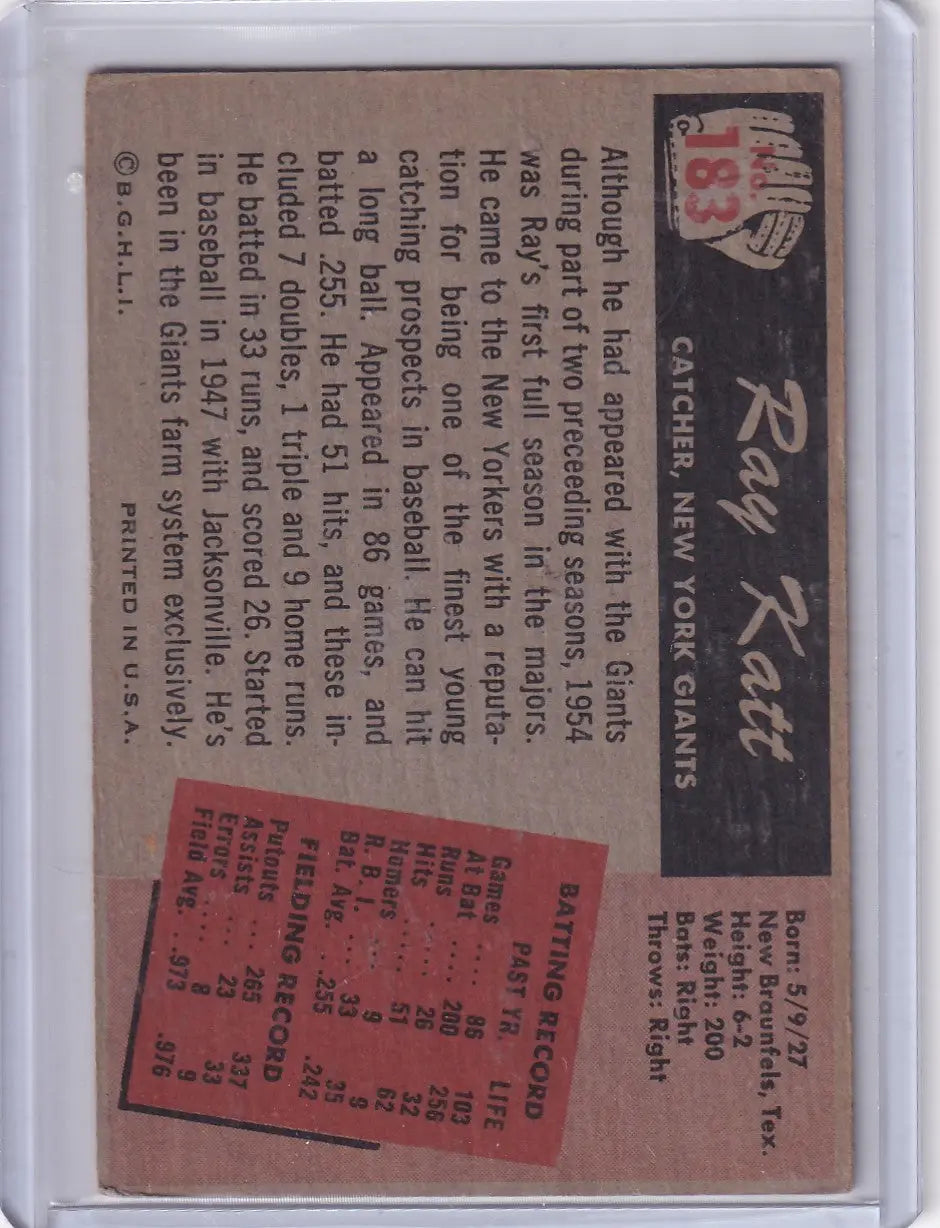 No.
183
Ray Katt
CATCHER, NEW YORK GIANTS
Born: 5/9/27
New Braunfels, Tex.
Height: 6-2
Weight: 200
Bats: Right
Throws: Right
Although he had appeared with the Giants
during part of two preceeding seasons, 1954
was Ray's first full season in the majors.
He came to the New Yorkers with a reputa-
tion for being one of the finest young
catching prospects in baseball. He can hit
a long ball. Appeared in 86 games, and
batted .255. He had 51 hits, and these in-
cluded 7 doubles, 1 triple and 9 home runs.
He batted in 33 runs, and scored 26. Started
in baseball in 1947 with Jacksonville. He's
been in the Giants farm system exclusively.
© B.G.H.L.I. PRINTED IN U.S.A.
BATTING RECORD
PAST YR. LIFE
Games 86 103
At Bat .... 200 256
Runs ..... 26 32
Hits ..... 51 62
Homers .... 9 9
R. B. I. ... 33 35
Bat. Avg. ... .255 .242
FIELDING RECORD
Putouts ... 265 337
Assists ... 23 33
Errors .... 8 9
Field Avg. .. .973 .976